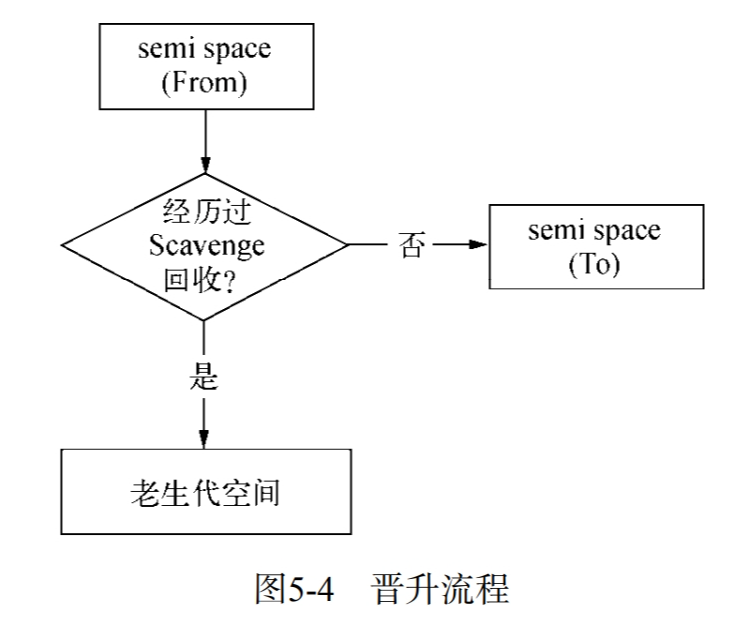 semi space
(From)
经历过
Scavenge
回收?
否
semi space
(To)
是
老生代空间
图5-4 晋升流程